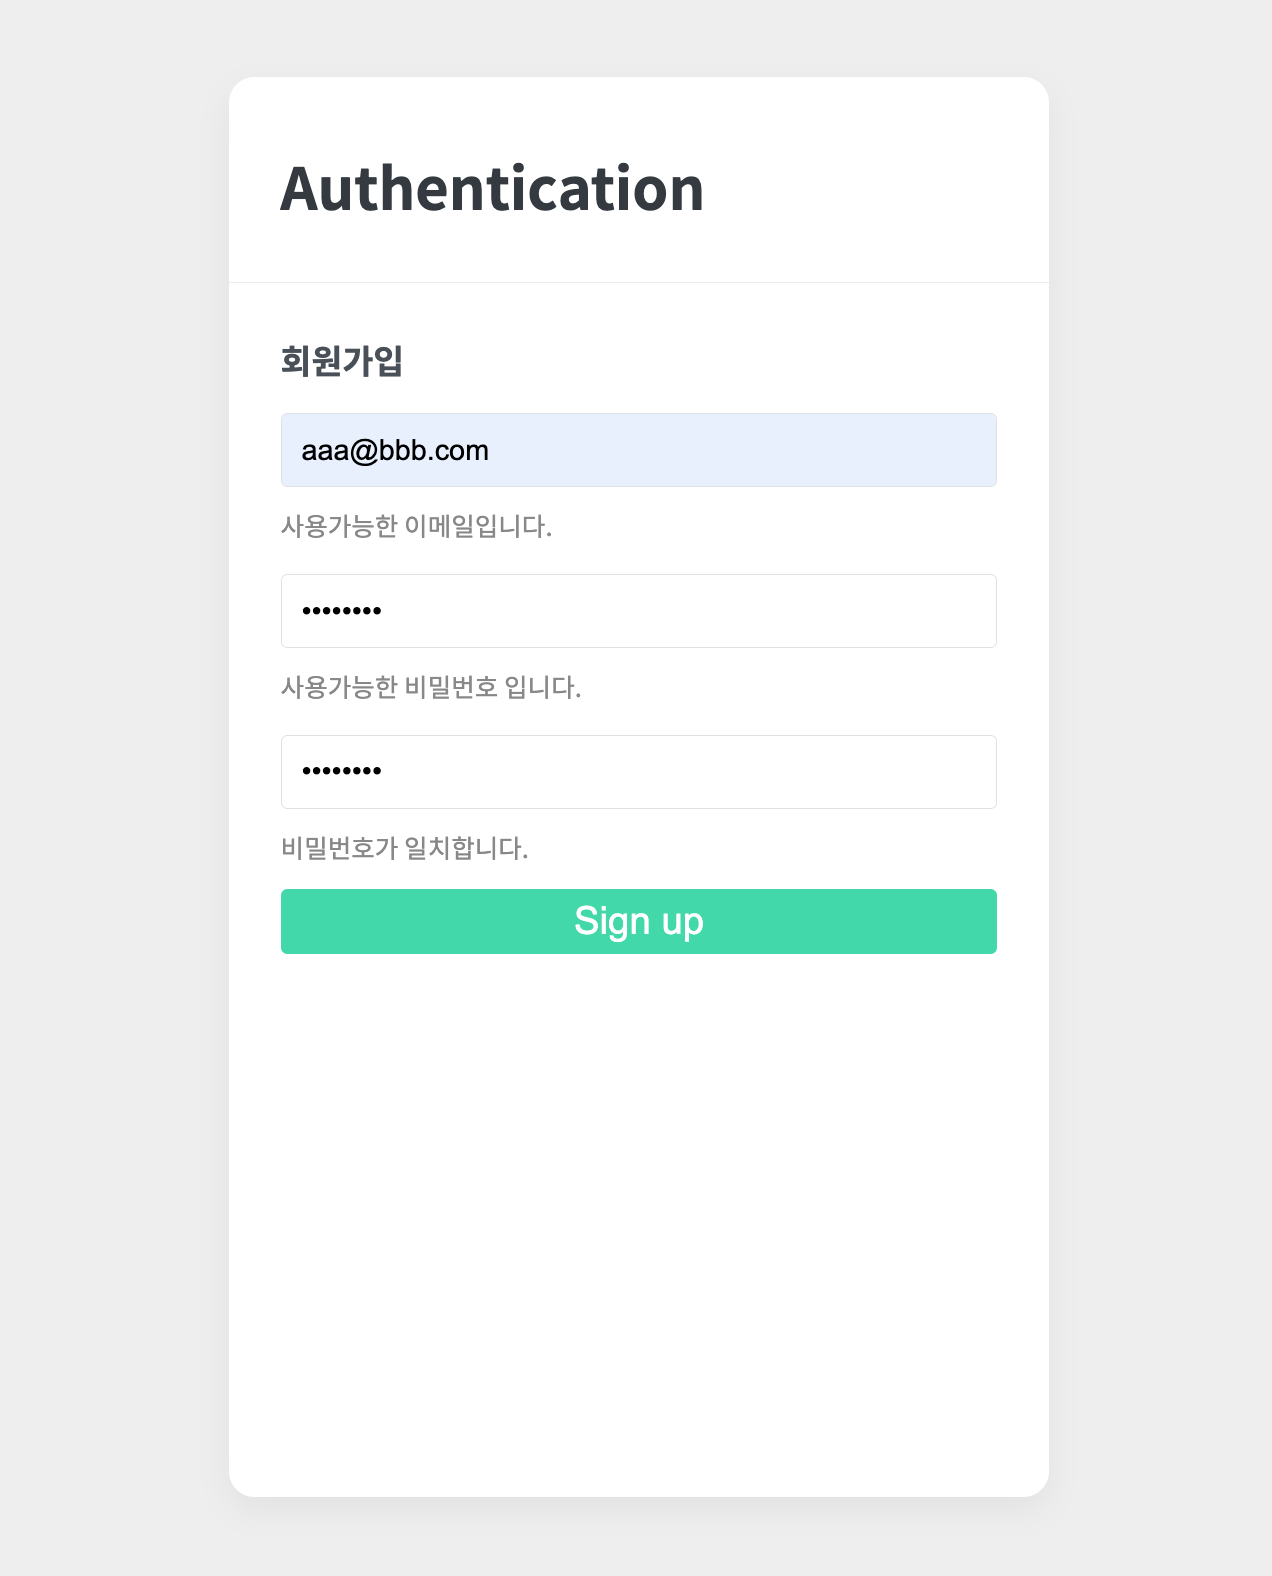 Authentication
회원가입
aaa@bbb.com
사용가능한 이메일입니다.
••••••••
사용가능한 비밀번호 입니다.
••••••••
비밀번호가 일치합니다.
Sign up